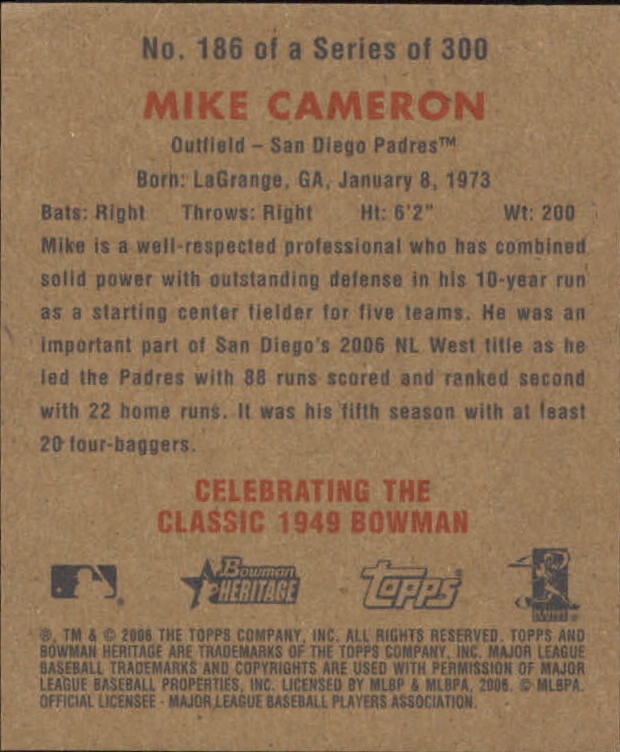 No. 186 of a Series of 300
MIKE CAMERON
Outfield – San Diego Padres™
Born: LaGrange, GA, January 8, 1973
Bats: Right Throws: Right Ht: 6'2" Wt: 200
Mike is a well-respected professional who has combined
solid power with outstanding defense in his 10-year run
as a starting center fielder for five teams. He was an
important part of San Diego's 2006 NL West title as he
led the Padres with 88 runs scored and ranked second
with 22 home runs. It was his fifth season with at least
20 four-baggers.
CELEBRATING THE
CLASSIC 1949 BOWMAN
Bowman
HERITAGE
Topps
®, TM & © 2006 THE TOPPS COMPANY, INC. ALL RIGHTS RESERVED. TOPPS AND
BOWMAN HERITAGE ARE TRADEMARKS OF THE TOPPS COMPANY, INC. MAJOR LEAGUE
BASEBALL TRADEMARKS AND COPYRIGHTS ARE USED WITH PERMISSION OF MAJOR
LEAGUE BASEBALL PROPERTIES, INC. LICENSED BY MLBP & MLBPA, 2006. © MLBPA.
OFFICIAL LICENSEE - MAJOR LEAGUE BASEBALL PLAYERS ASSOCIATION.